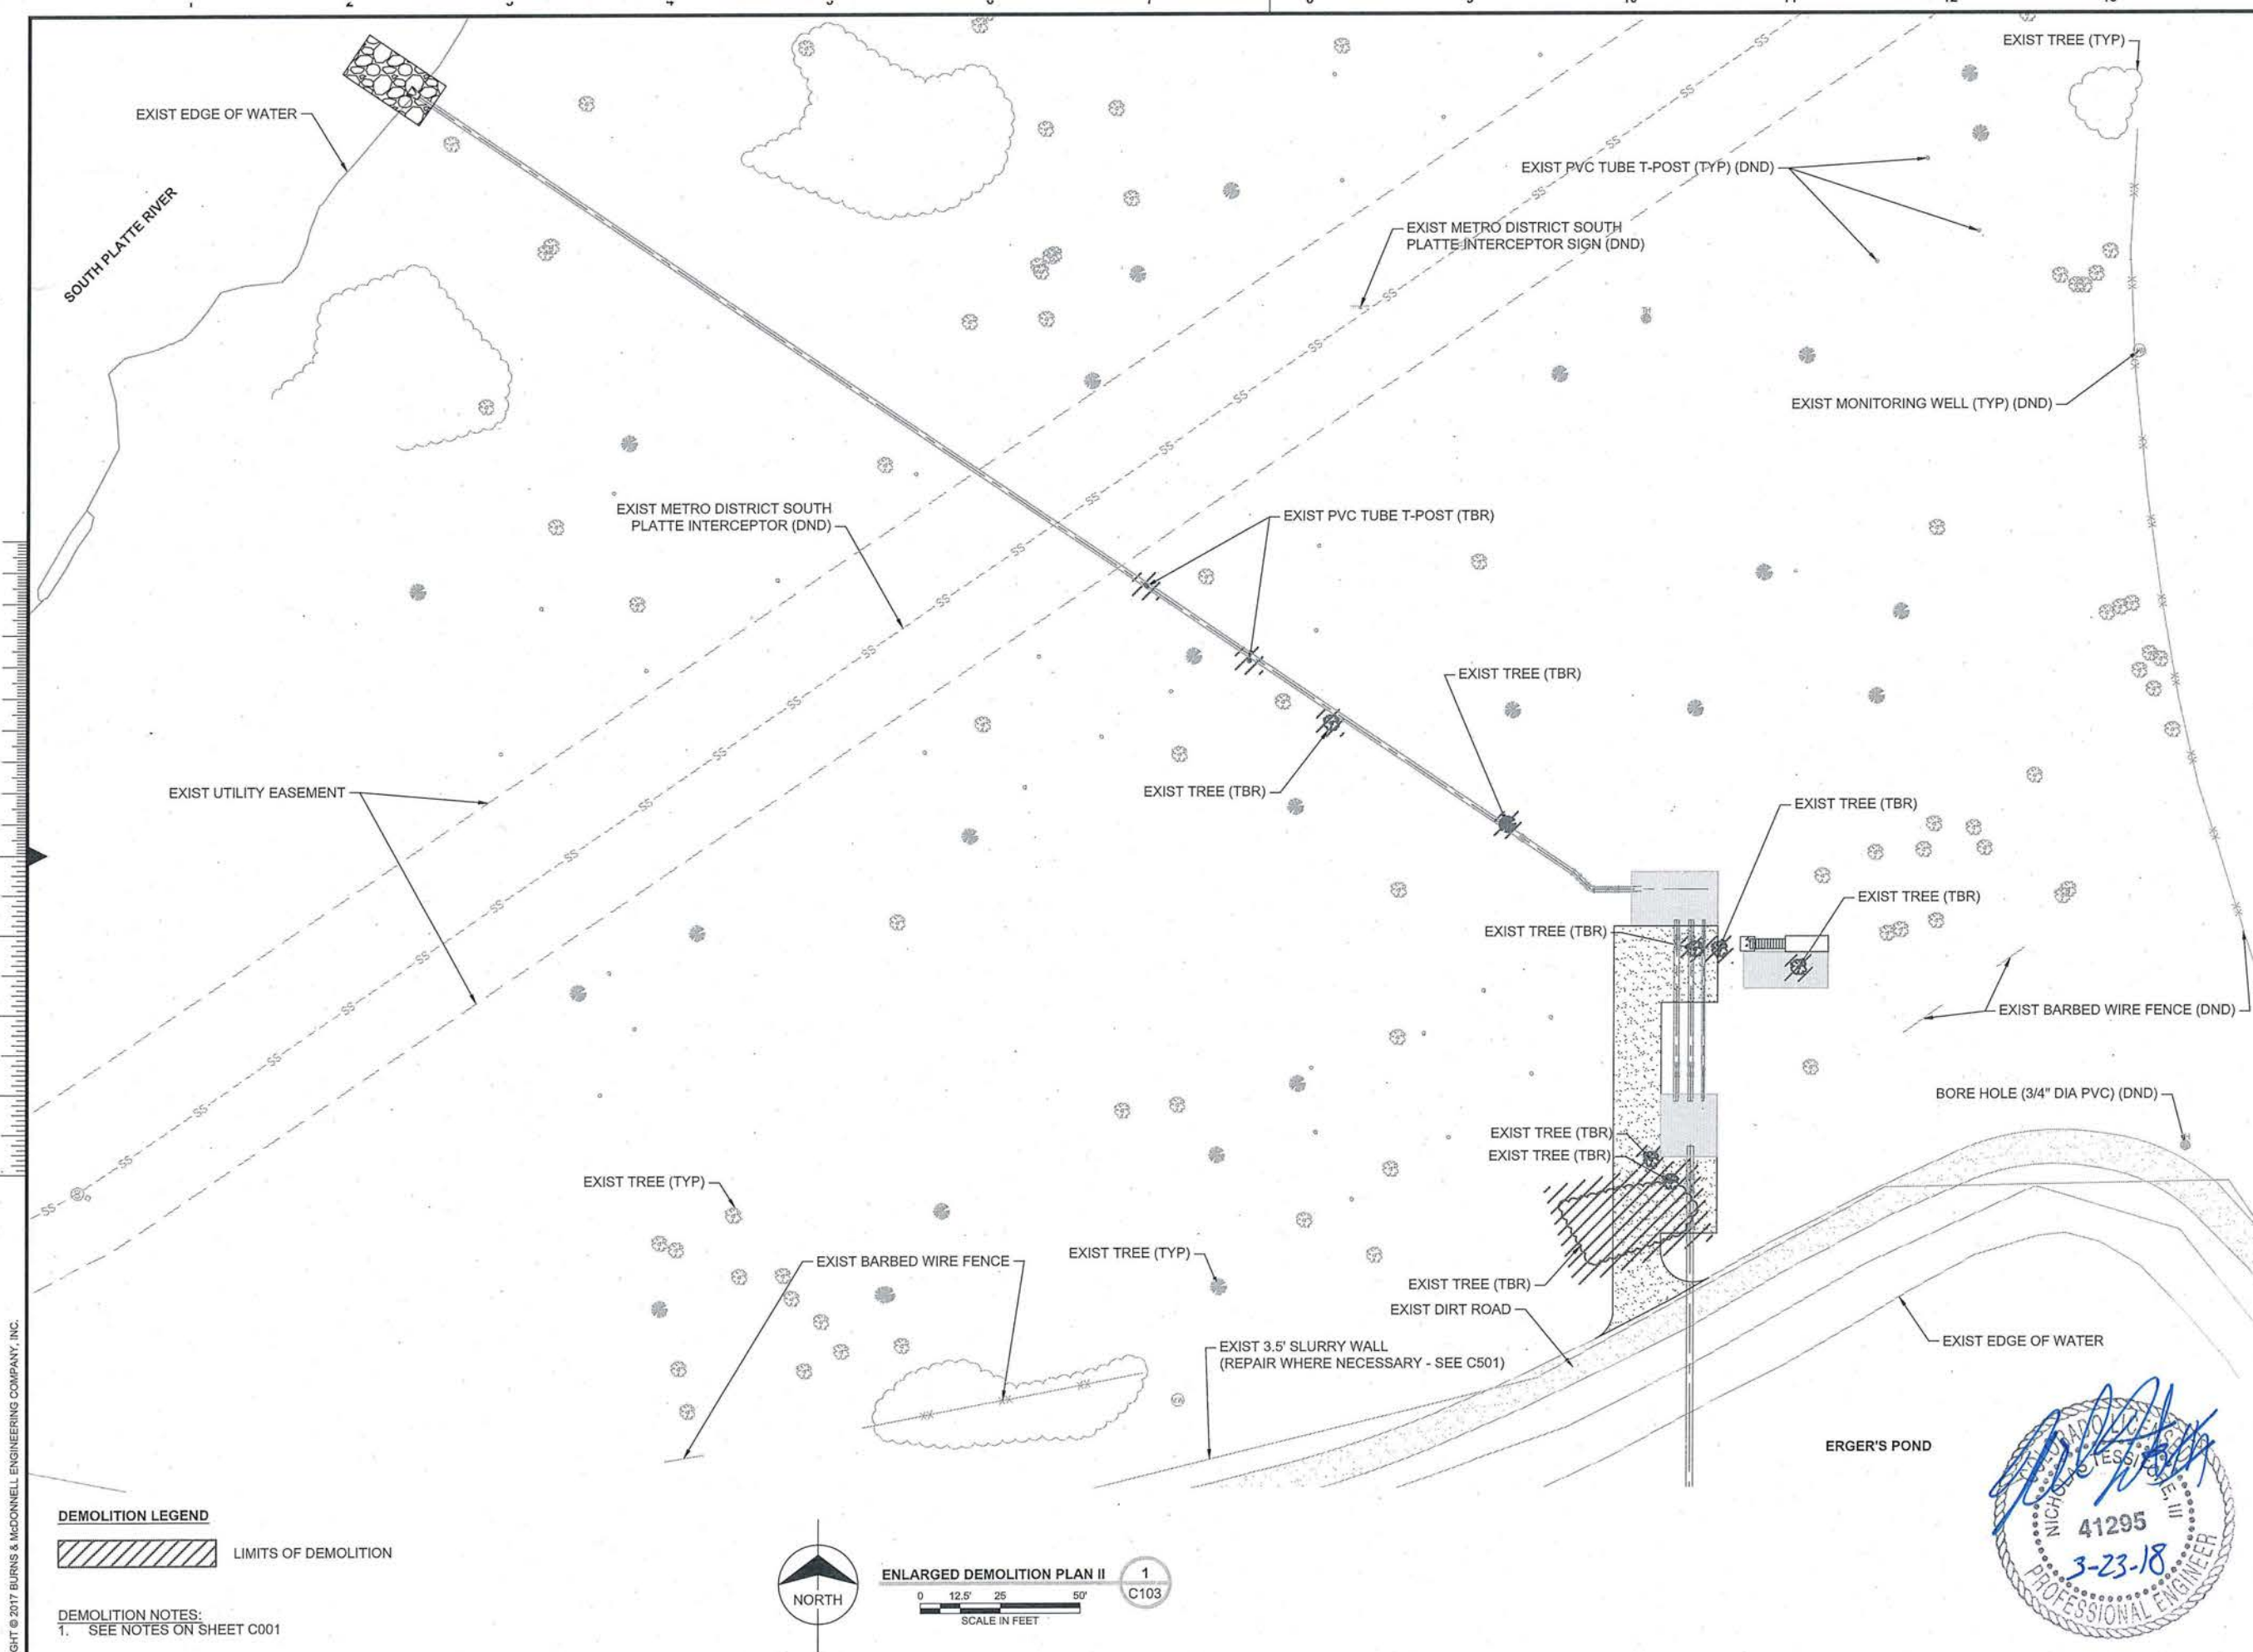 EXIST TREE (TYP)
EXIST EDGE OF WATER
SOUTH PLATTE RIVER
EXIST PVC TUBE T-POST (TYP) (DND)
EXIST METRO DISTRICT SOUTH
PLATTE INTERCEPTOR SIGN (DND)
EXIST MONITORING WELL (TYP) (DND)
EXIST METRO DISTRICT SOUTH
PLATTE INTERCEPTOR (DND)
EXIST PVC TUBE T-POST (TBR)
EXIST TREE (TBR)
EXIST TREE (TBR)
EXIST UTILITY EASEMENT
EXIST TREE (TBR)
EXIST TREE (TBR)
EXIST TREE (TBR)
EXIST BARBED WIRE FENCE (DND)
BORE HOLE (3/4" DIA PVC) (DND)
EXIST TREE (TBR)
EXIST TREE (TBR)
EXIST TREE (TYP)
EXIST BARBED WIRE FENCE
EXIST TREE (TYP)
EXIST TREE (TBR)
EXIST DIRT ROAD
EXIST 3.5' SLURRY WALL
(REPAIR WHERE NECESSARY - SEE C501)
EXIST EDGE OF WATER
ERGER'S POND
DEMOLITION LEGEND
LIMITS OF DEMOLITION
DEMOLITION NOTES:
1. SEE NOTES ON SHEET C001
NORTH
ENLARGED DEMOLITION PLAN II
1
C103
0 12.5' 25 50'
SCALE IN FEET
COLORADO LICENSED
NICHOLAS
III
41295
3-23-18
PROFESSIONAL ENGINEER
GHT © 2017 BURNS & McDONNELL ENGINEERING COMPANY, INC.